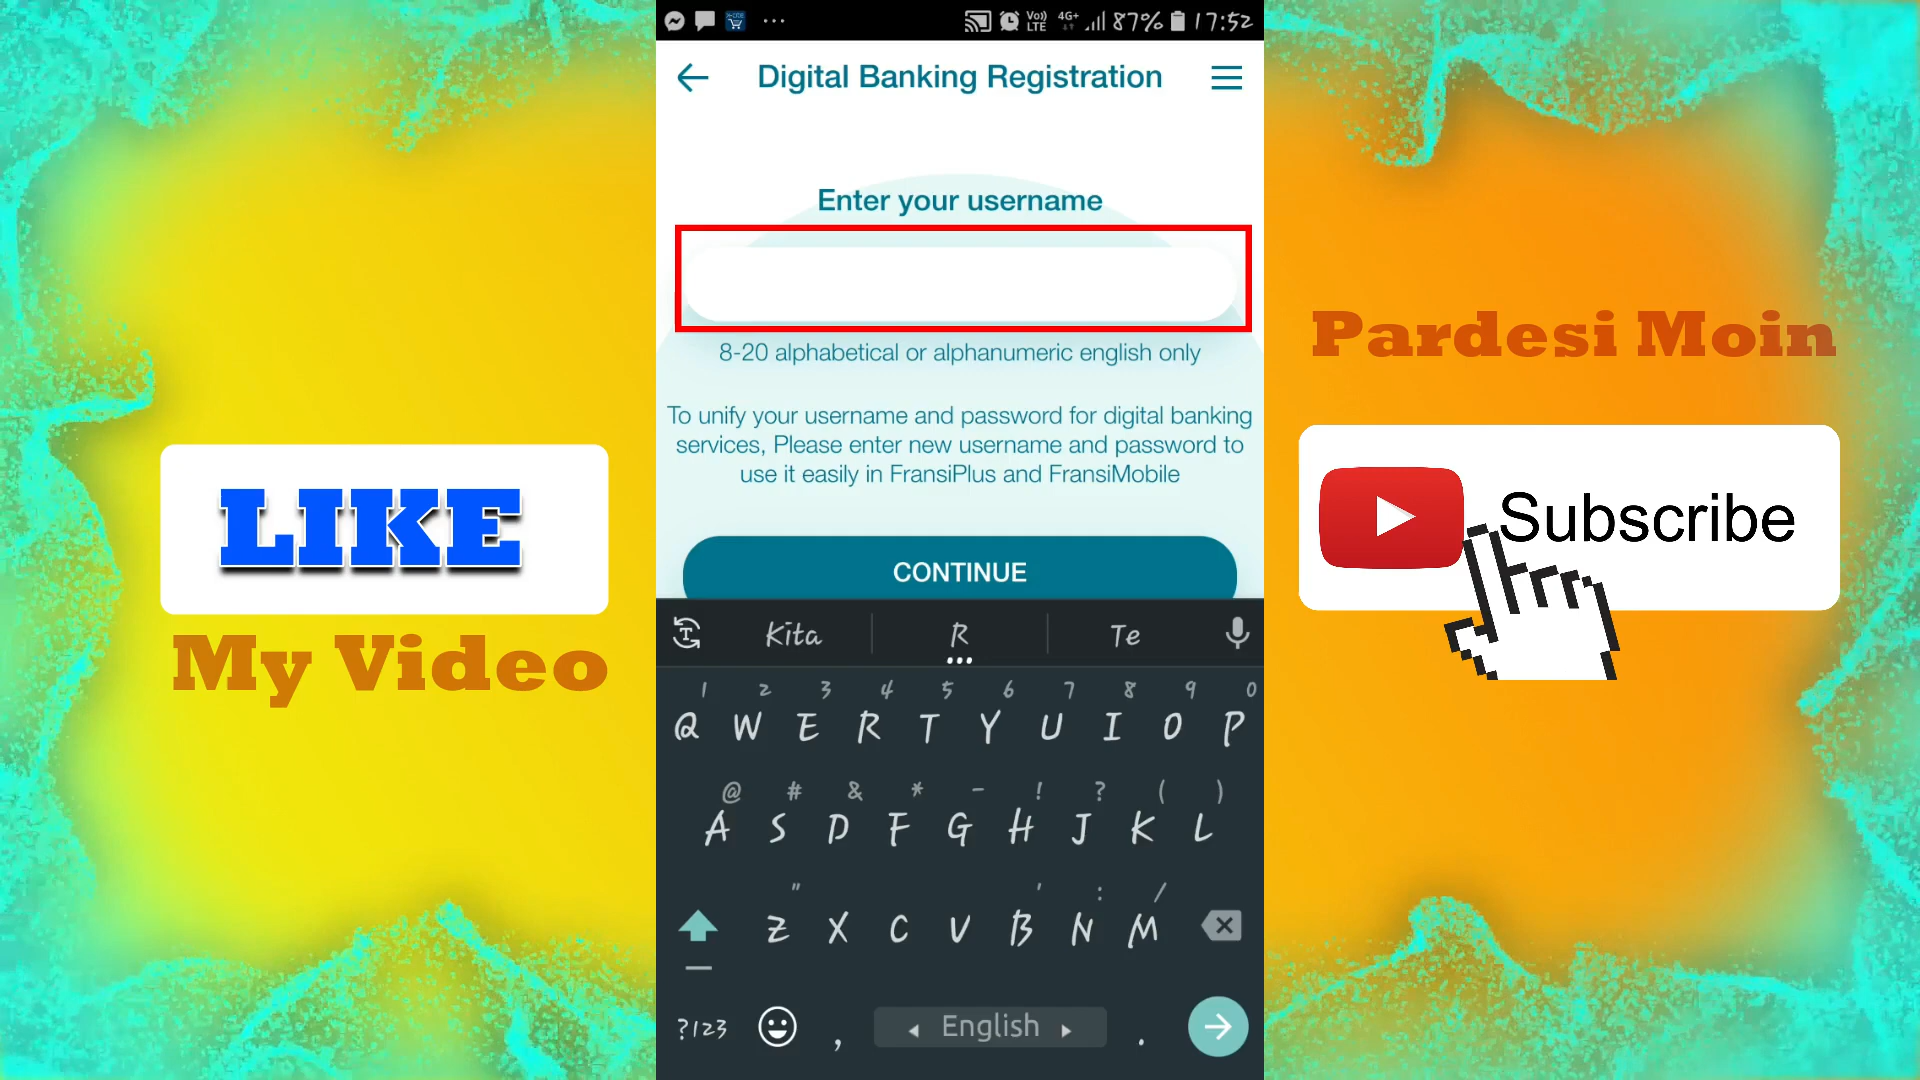 Vo))
LTE
4G+
87%
17:52
Digital Banking Registration
Enter your username
8-20 alphabetical or alphanumeric english only
To unify your username and password for digital banking
services, Please enter new username and password to
use it easily in FransiPlus and FransiMobile
CONTINUE
LIKE
My Video
Pardesi Moin
Subscribe
Kita R Te
1 2 3 4 5 6 7 8 9 0
Q W E R T Y U I O P
@ # & * - ! ? ( )
A S D F G H J K L
" ' : /
Z X C V B N M
?123 , English .